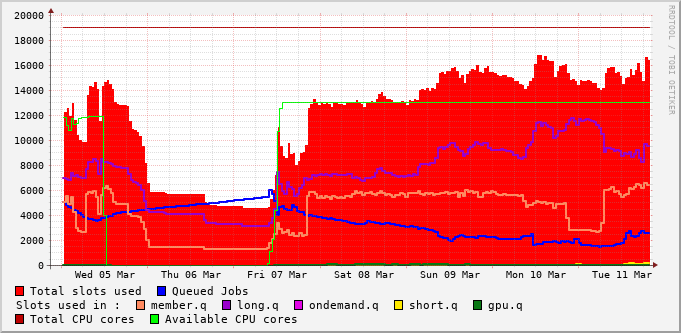 20000
18000
16000
14000
12000
10000
8000
6000
4000
2000
0
Wed 05 Mar Thu 06 Mar Fri 07 Mar Sat 08 Mar Sun 09 Mar Mon 10 Mar Tue 11 Mar
RRDTOOL / TOBI OETIKER
Total slots used Queued Jobs
Slots used in : member.q long.q ondemand.q short.q gpu.q
Total CPU cores Available CPU cores